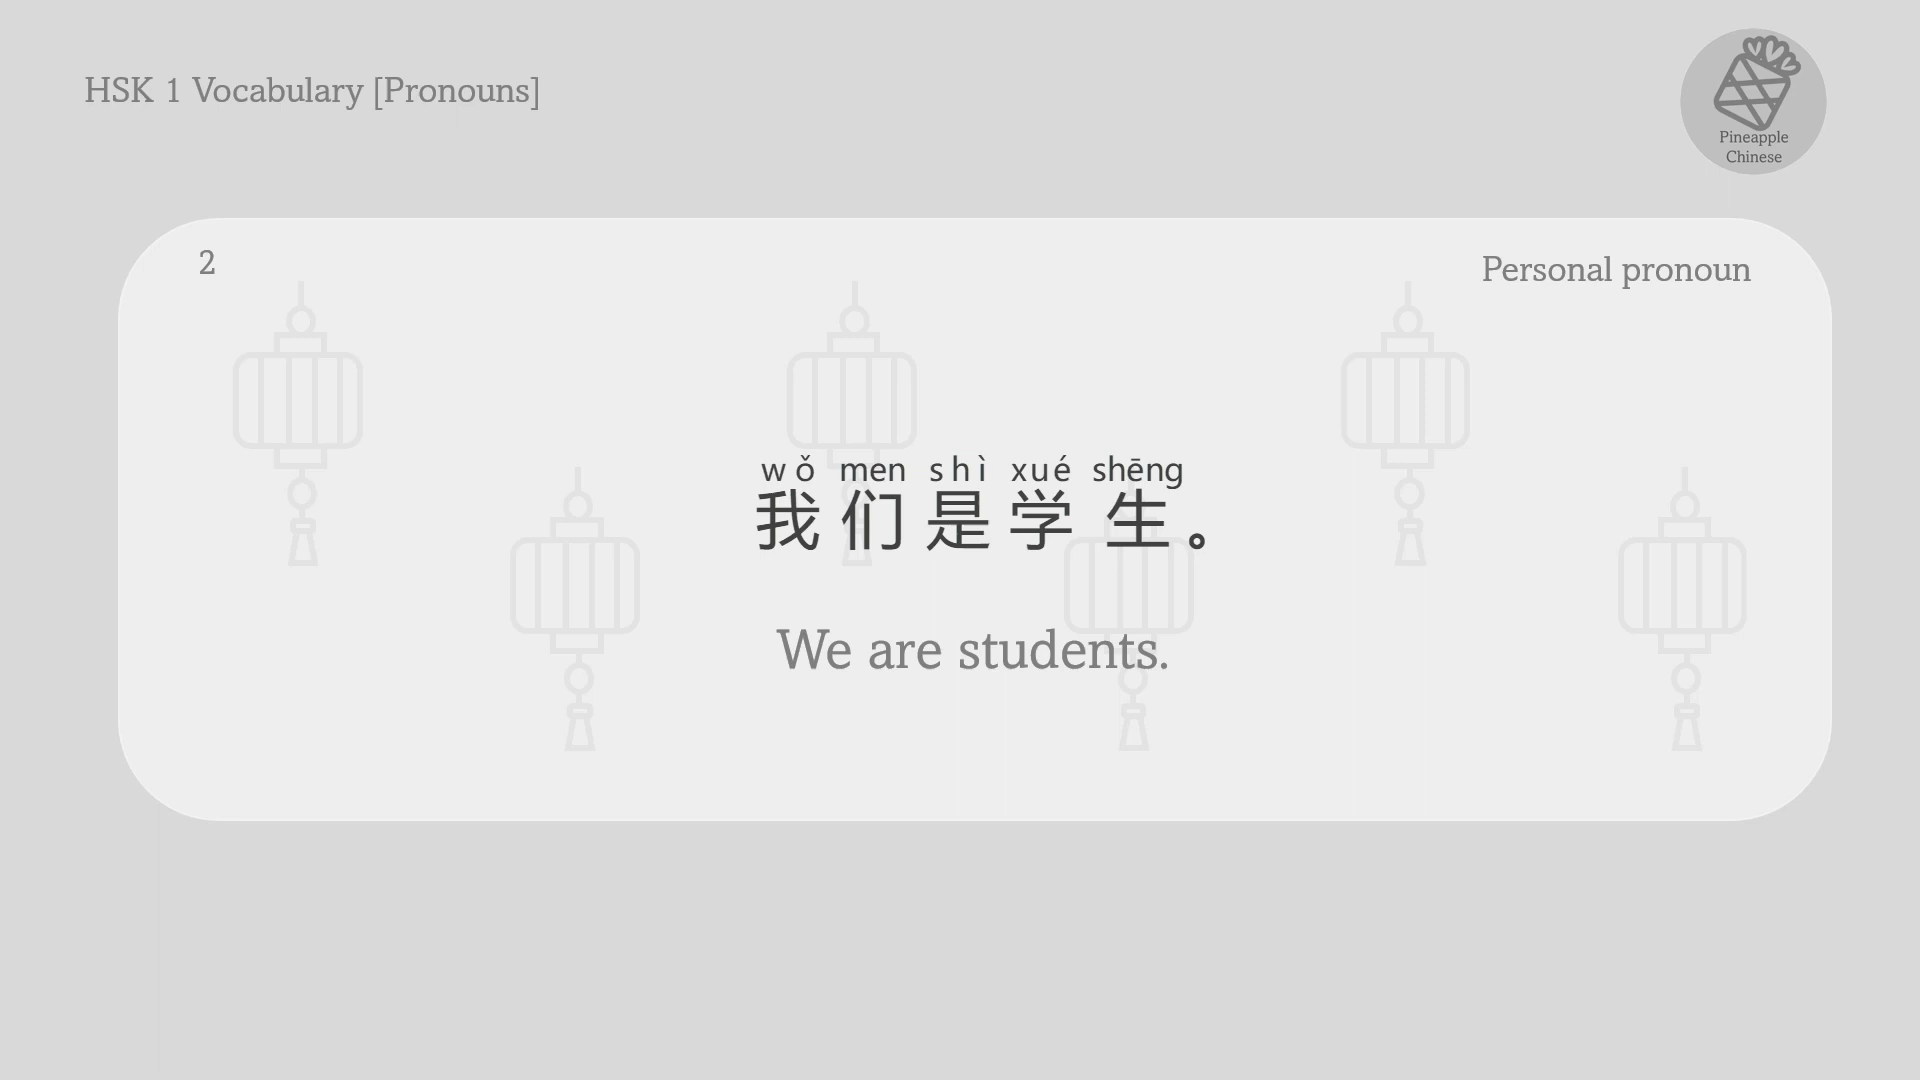 HSK 1 Vocabulary [Pronouns]
Pineapple
Chinese
2
Personal pronoun
wǒ men shì xué shēng
我们是学生。
We are students.